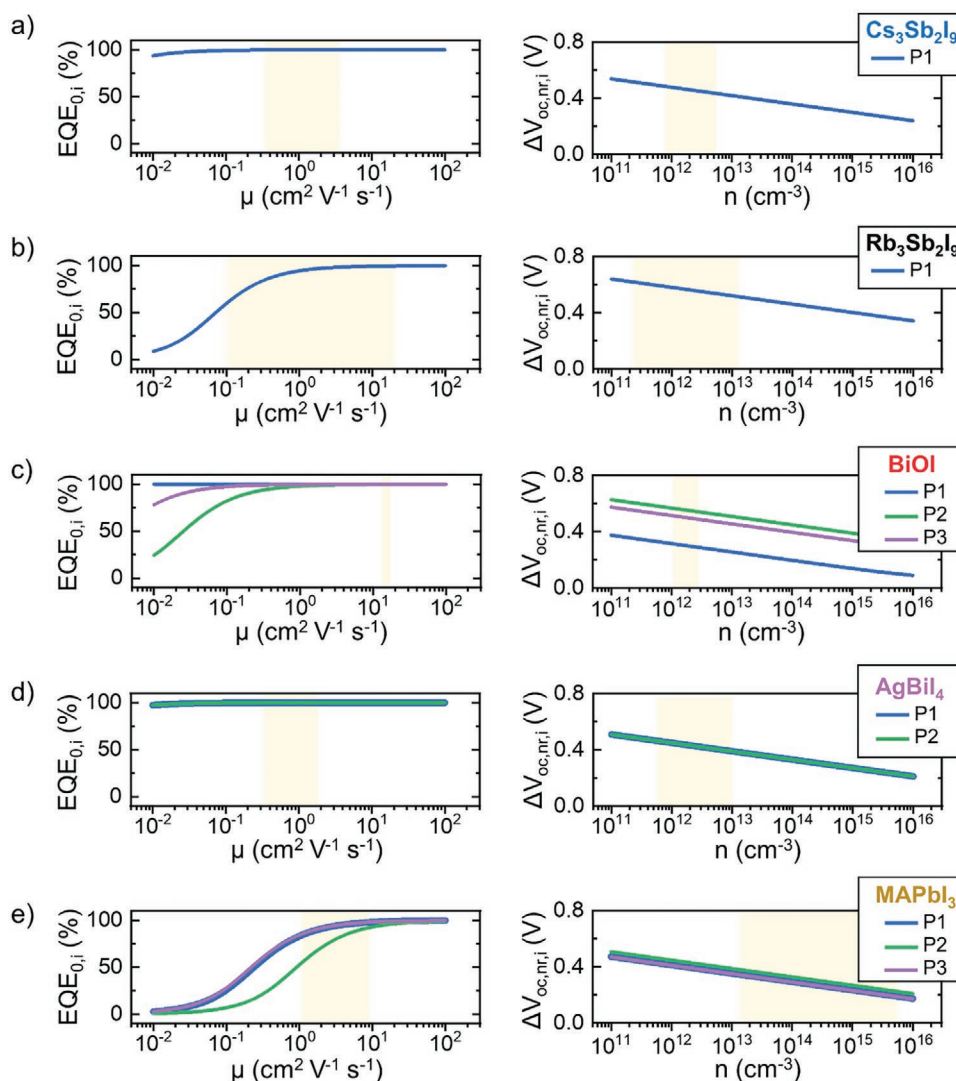 a)
EQE₀,ᵢ (%)
100
50
0
10⁻² 10⁻¹ 10⁰ 10¹ 10²
μ (cm² V⁻¹ s⁻¹)
ΔVoc,nr,i (V)
0.8
0.4
0.0
10¹¹ 10¹² 10¹³ 10¹⁴ 10¹⁵ 10¹⁶
n (cm⁻³)
Cs₃Sb₂I₉
P1
b)
EQE₀,ᵢ (%)
100
50
0
10⁻² 10⁻¹ 10⁰ 10¹ 10²
μ (cm² V⁻¹ s⁻¹)
ΔVoc,nr,i (V)
0.8
0.4
0.0
10¹¹ 10¹² 10¹³ 10¹⁴ 10¹⁵ 10¹⁶
n (cm⁻³)
Rb₃Sb₂I₉
P1
c)
EQE₀,ᵢ (%)
100
50
0
10⁻² 10⁻¹ 10⁰ 10¹ 10²
μ (cm² V⁻¹ s⁻¹)
ΔVoc,nr,i (V)
0.8
0.4
0.0
10¹¹ 10¹² 10¹³ 10¹⁴ 10¹⁵ 10¹⁶
n (cm⁻³)
BiOI
P1
P2
P3
d)
EQE₀,ᵢ (%)
100
50
0
10⁻² 10⁻¹ 10⁰ 10¹ 10²
μ (cm² V⁻¹ s⁻¹)
ΔVoc,nr,i (V)
0.8
0.4
0.0
10¹¹ 10¹² 10¹³ 10¹⁴ 10¹⁵ 10¹⁶
n (cm⁻³)
AgBiI₄
P1
P2
e)
EQE₀,ᵢ (%)
100
50
0
10⁻² 10⁻¹ 10⁰ 10¹ 10²
μ (cm² V⁻¹ s⁻¹)
ΔVoc,nr,i (V)
0.8
0.4
0.0
10¹¹ 10¹² 10¹³ 10¹⁴ 10¹⁵ 10¹⁶
n (cm⁻³)
MAPbI₃
P1
P2
P3